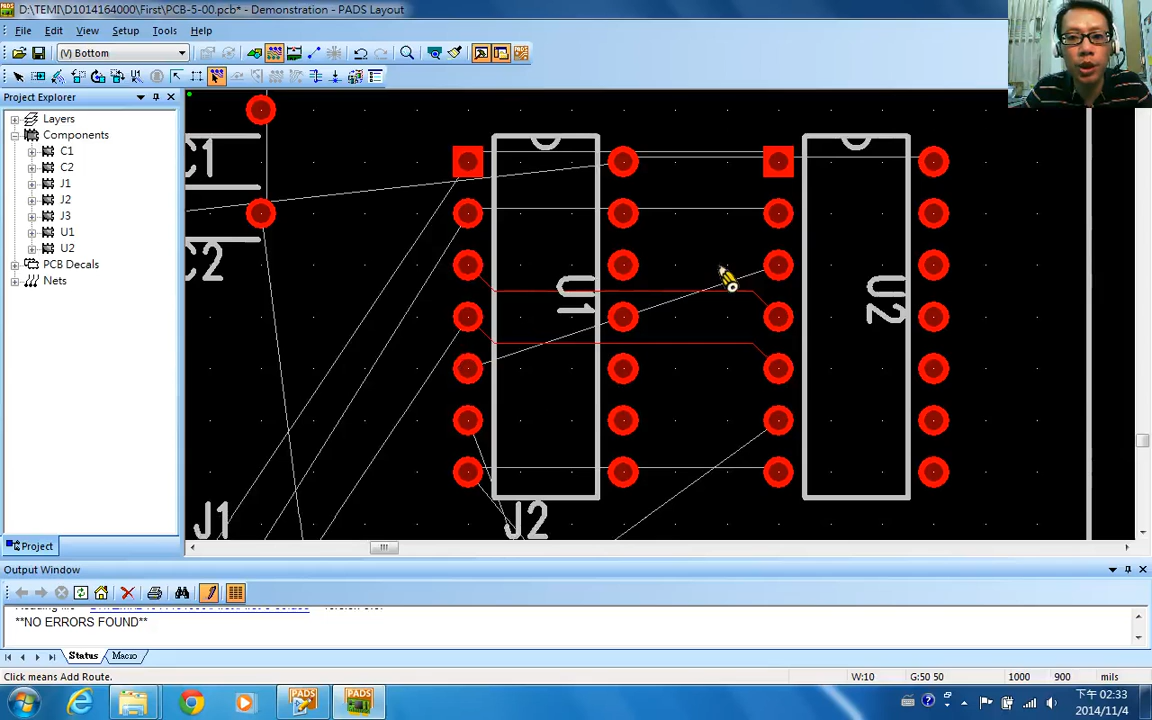 D:\TEMI\D1014164000\First\PCB-5-00.pcb* - Demonstration - PADS Layout
File Edit View Setup Tools Help
(V) Bottom
Project Explorer
Layers
Components
C1
C2
J1
J2
J3
U1
U2
PCB Decals
Nets
C1
C2
U1
U2
J1
J2
Project
Output Window
**NO ERRORS FOUND**
Status Macro
Click means Add Route.
W:10 G:50 50 1000 900 mils
PADS PADS
下午 02:33
2014/11/4